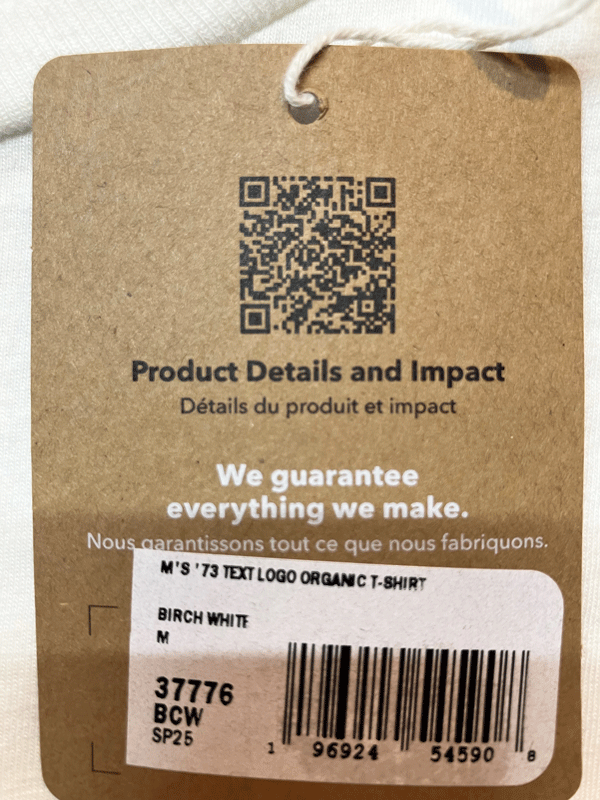 Product Details and Impact
Détails du produit et impact
We guarantee
everything we make.
Nous garantissons tout ce que nous fabriquons.
M'S '73 TEXT LOGO ORGANIC T-SHIRT
BIRCH WHITE
M
37776
BCW
SP25
1 96924 54590 8